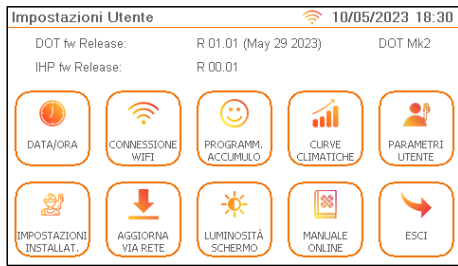 Impostazioni Utente 10/05/2023 18:30
DOT fw Release: R 01.01 (May 29 2023) DOT Mk2
IHP fw Release: R 00.01
DATA/ORA
CONNESSIONE
WIFI
PROGRAMM.
ACCUMULO
CURVE
CLIMATICHE
PARAMETRI
UTENTE
IMPOSTAZIONI
INSTALLAT.
AGGIORNA
VIA RETE
LUMINOSITÀ
SCHERMO
MANUALE
ONLINE
ESCI